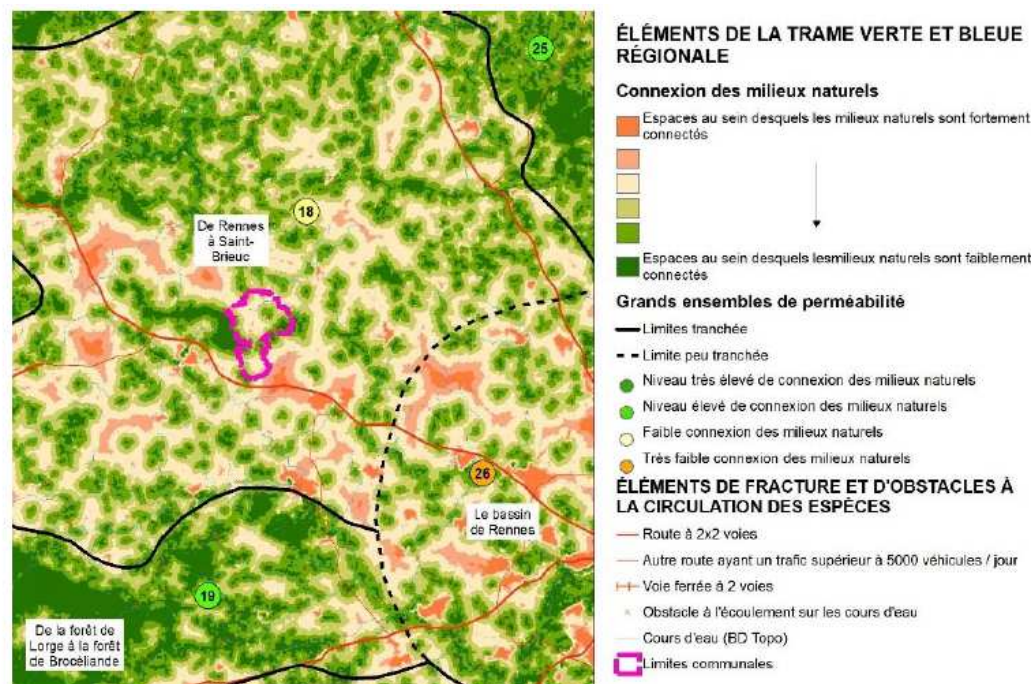 25
18
De Rennes
à Saint-
Brieuc
26
Le bassin
de Rennes
19
De la forêt de
Lorge à la forêt
de Brocéliande
ÉLÉMENTS DE LA TRAME VERTE ET BLEUE
RÉGIONALE
Connexion des milieux naturels
Espaces au sein desquels les milieux naturels sont fortement
connectés
Espaces au sein desquels lesmilieux naturels sont faiblement
connectés
Grands ensembles de perméabilité
Limites tranchée
Limite peu tranchée
Niveau très élevé de connexion des milieux naturels
Niveau élevé de connexion des milieux naturels
Faible connexion des milieux naturels
Très faible connexion des milieux naturels
ÉLÉMENTS DE FRACTURE ET D'OBSTACLES À
LA CIRCULATION DES ESPÈCES
Route à 2x2 voies
Autre route ayant un trafic supérieur à 5000 véhicules / jour
Voie ferrée à 2 voies
Obstacle à l'écoulement sur les cours d'eau
Cours d'eau (BD Topo)
Limites communales